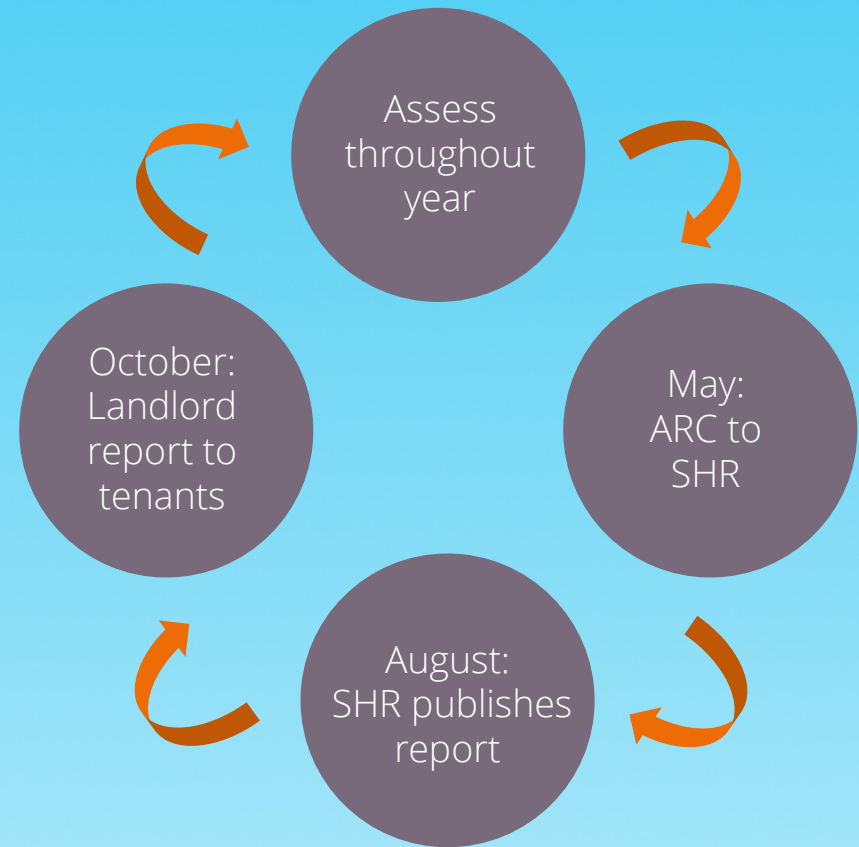 Assess
throughout
year
May:
ARC to
SHR
August:
SHR publishes
report
October:
Landlord
report to
tenants